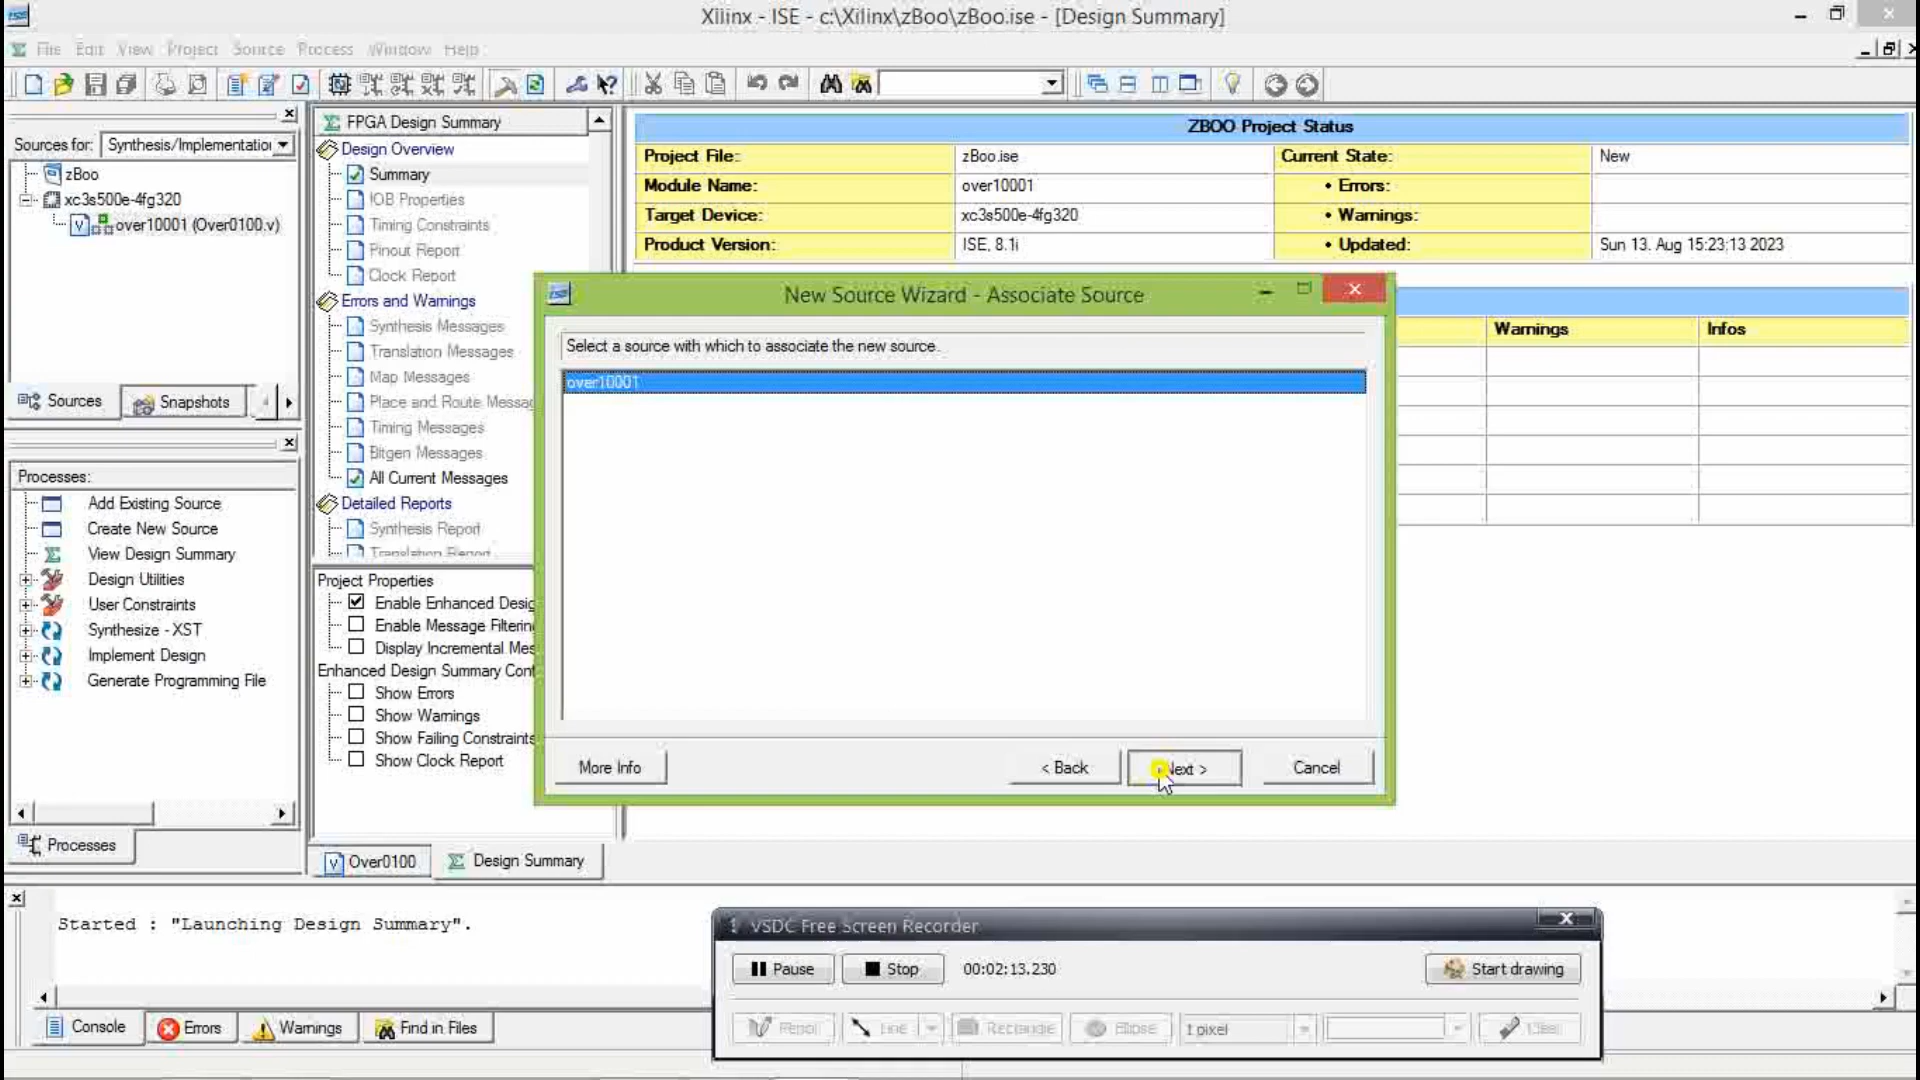 Xilinx - ISE - c:\Xilinx\zBoo\zBoo.ise - [Design Summary]
File Edit View Project Source Process Window Help
Sources for: Synthesis/Implementation
zBoo
xc3s500e-4fg320
over10001 (Over0100.v)
Sources
Snapshots
Processes:
Add Existing Source
Create New Source
View Design Summary
Design Utilities
User Constraints
Synthesize - XST
Implement Design
Generate Programming File
Processes
FPGA Design Summary
Design Overview
Summary
IOB Properties
Timing Constraints
Pinout Report
Clock Report
Errors and Warnings
Synthesis Messages
Translation Messages
Map Messages
Place and Route Messag
Timing Messages
Bitgen Messages
All Current Messages
Detailed Reports
Synthesis Report
Translation Report
Project Properties
Enable Enhanced Desig
Enable Message Filterin
Display Incremental Mes
Enhanced Design Summary Cont
Show Errors
Show Warnings
Show Failing Constraints
Show Clock Report
Over0100
Design Summary
ZBOO Project Status
Project File: zBoo.ise Current State: New
Module Name: over10001 • Errors:
Target Device: xc3s500e-4fg320 • Warnings:
Product Version: ISE, 8.1i • Updated: Sun 13. Aug 15:23:13 2023
Warnings Infos
New Source Wizard - Associate Source
Select a source with which to associate the new source.
over10001
More Info
< Back
Next >
Cancel
Started : "Launching Design Summary".
Console
Errors
Warnings
Find in Files
VSDC Free Screen Recorder
Pause
Stop
00:02:13.230
Start drawing
Pencil
Line
Rectangle
Ellipse
1 pixel
Clear